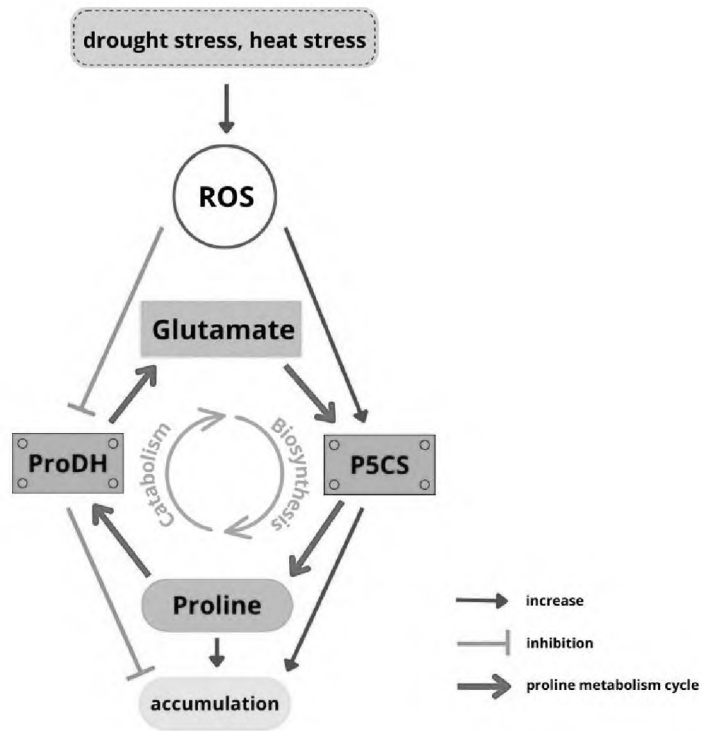 drought stress, heat stress
ROS
Glutamate
Catabolism
Biosynthesis
ProDH
P5CS
Proline
accumulation
increase
inhibition
proline metabolism cycle